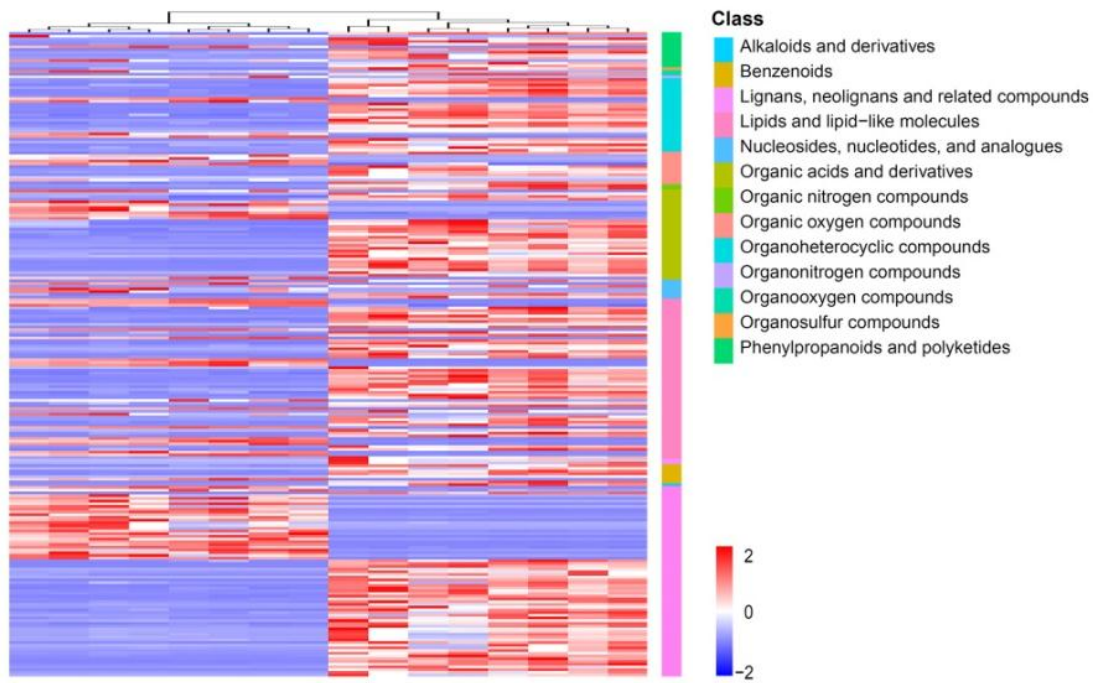 Class
Alkaloids and derivatives
Benzenoids
Lignans, neolignans and related compounds
Lipids and lipid−like molecules
Nucleosides, nucleotides, and analogues
Organic acids and derivatives
Organic nitrogen compounds
Organic oxygen compounds
Organoheterocyclic compounds
Organonitrogen compounds
Organooxygen compounds
Organosulfur compounds
Phenylpropanoids and polyketides
2
0
−2